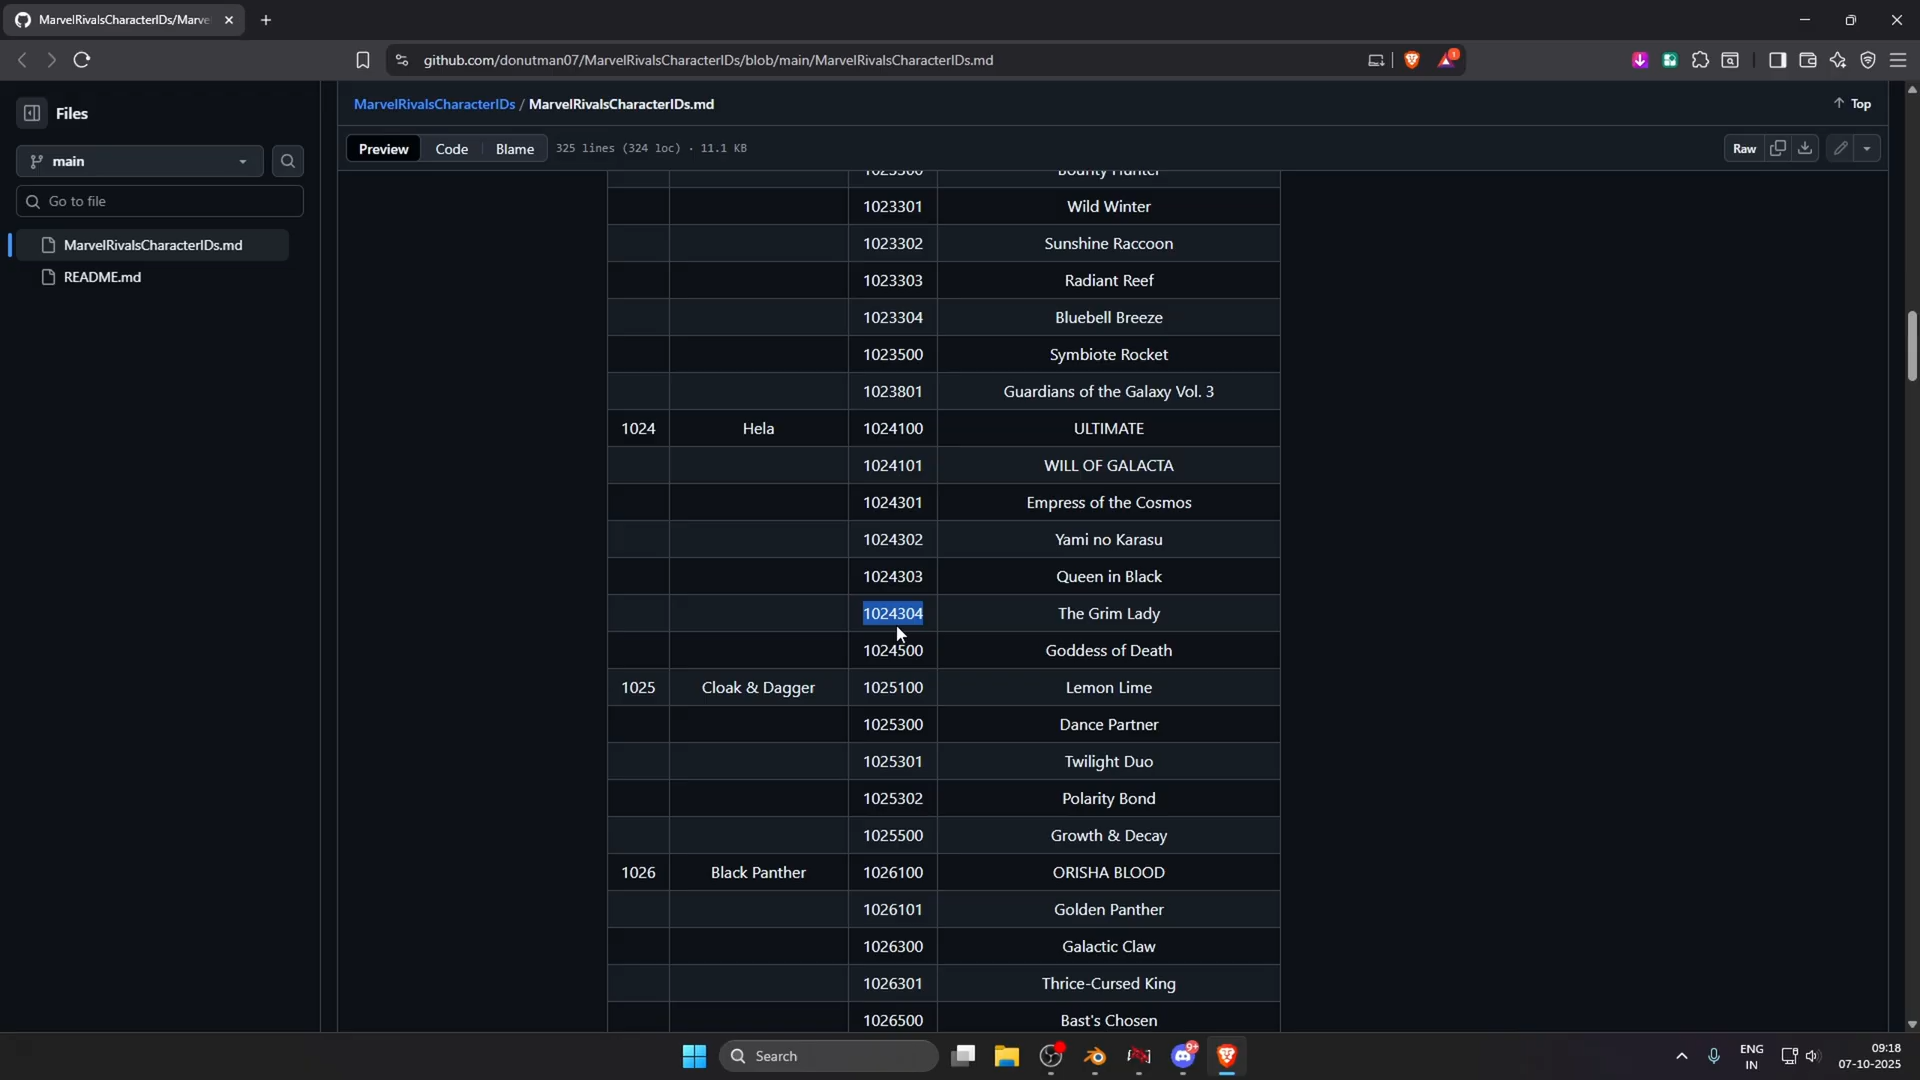 MarvelRivalsCharacterIDs/Marve
github.com/donutman07/MarvelRivalsCharacterIDs/blob/main/MarvelRivalsCharacterIDs.md
1
Files
MarvelRivalsCharacterIDs / MarvelRivalsCharacterIDs.md
Top
main
Preview Code Blame 325 lines (324 loc) · 11.1 KB
Raw
Go to file
MarvelRivalsCharacterIDs.md
README.md
1023300 Bounty Hunter
1023301 Wild Winter
1023302 Sunshine Raccoon
1023303 Radiant Reef
1023304 Bluebell Breeze
1023500 Symbiote Rocket
1023801 Guardians of the Galaxy Vol. 3
1024 Hela 1024100 ULTIMATE
1024101 WILL OF GALACTA
1024301 Empress of the Cosmos
1024302 Yami no Karasu
1024303 Queen in Black
1024304 The Grim Lady
1024500 Goddess of Death
1025 Cloak & Dagger 1025100 Lemon Lime
1025300 Dance Partner
1025301 Twilight Duo
1025302 Polarity Bond
1025500 Growth & Decay
1026 Black Panther 1026100 ORISHA BLOOD
1026101 Golden Panther
1026300 Galactic Claw
1026301 Thrice-Cursed King
1026500 Bast's Chosen
Search
9+
ENG
IN
09:18
07-10-2025